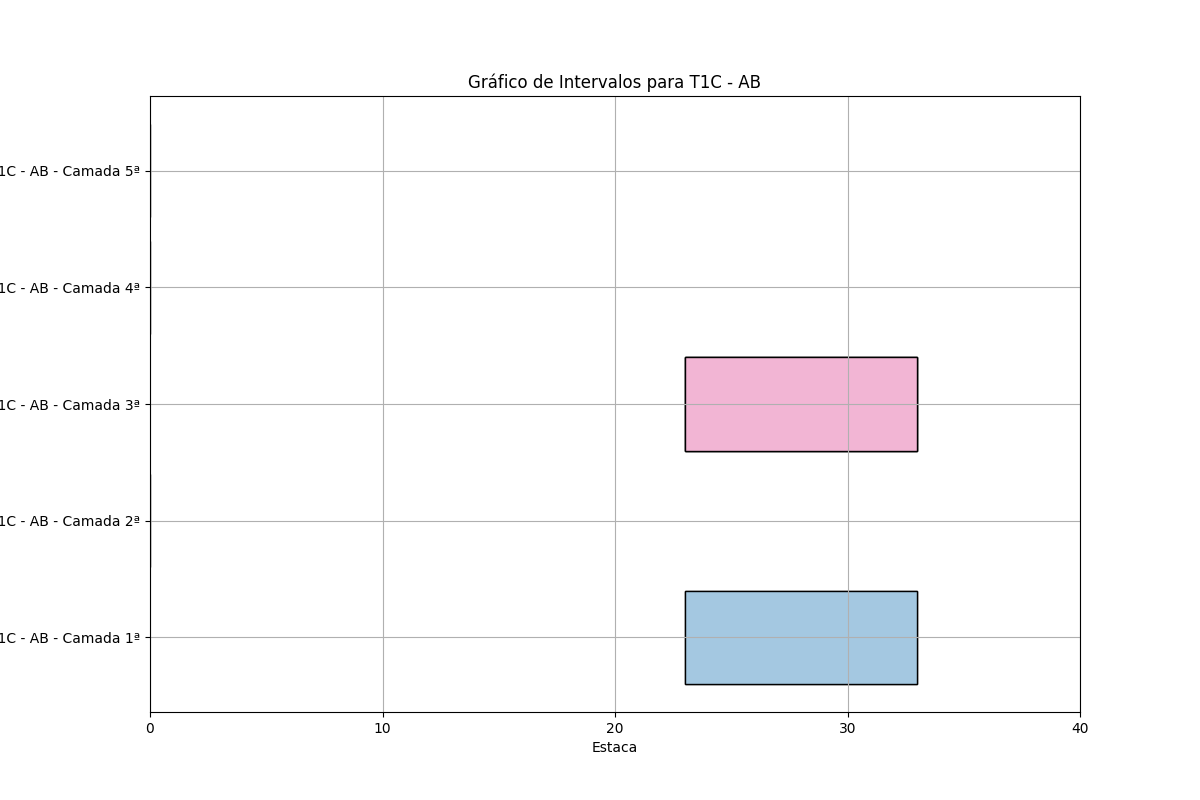 Gráfico de Intervalos para T1C - AB
1C - AB - Camada 5ª
1C - AB - Camada 4ª
1C - AB - Camada 3ª
1C - AB - Camada 2ª
1C - AB - Camada 1ª
0 10 20 30 40
Estaca